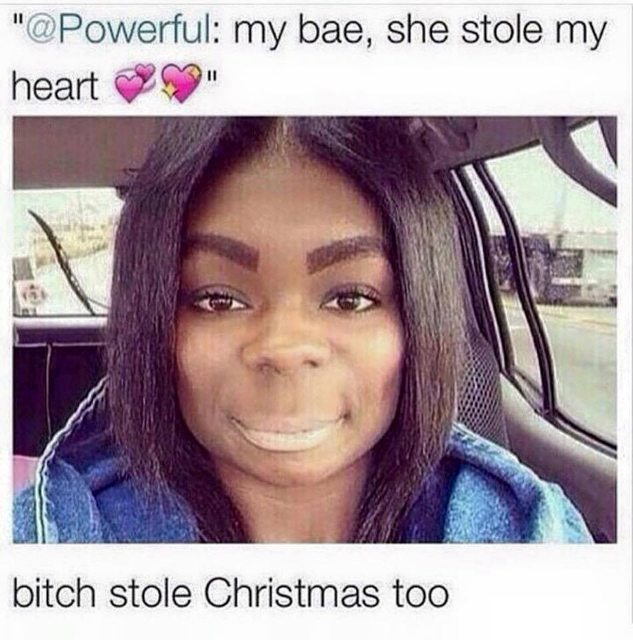 "@Powerful: my bae, she stole my
heart 💞💖"
bitch stole Christmas too